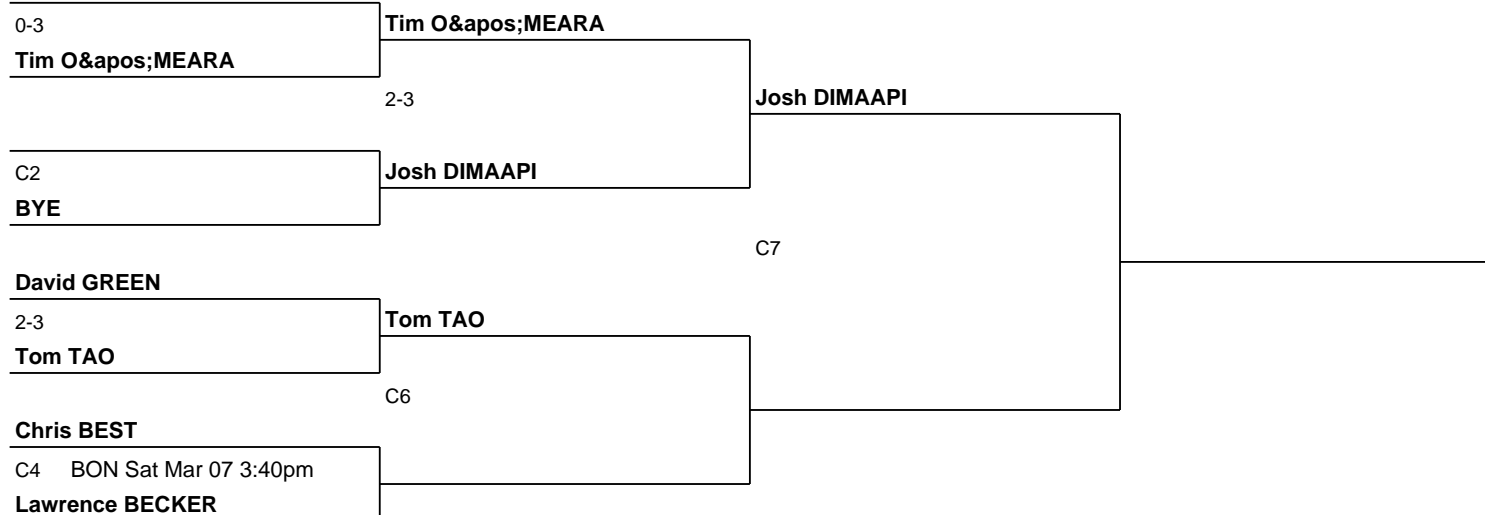 0-3
Tim O&apos;MEARA
Tim O&apos;MEARA
2-3
Josh DIMAAPI
C2
Josh DIMAAPI
BYE
C7
David GREEN
2-3
Tom TAO
Tom TAO
C6
Chris BEST
C4 BON Sat Mar 07 3:40pm
Lawrence BECKER